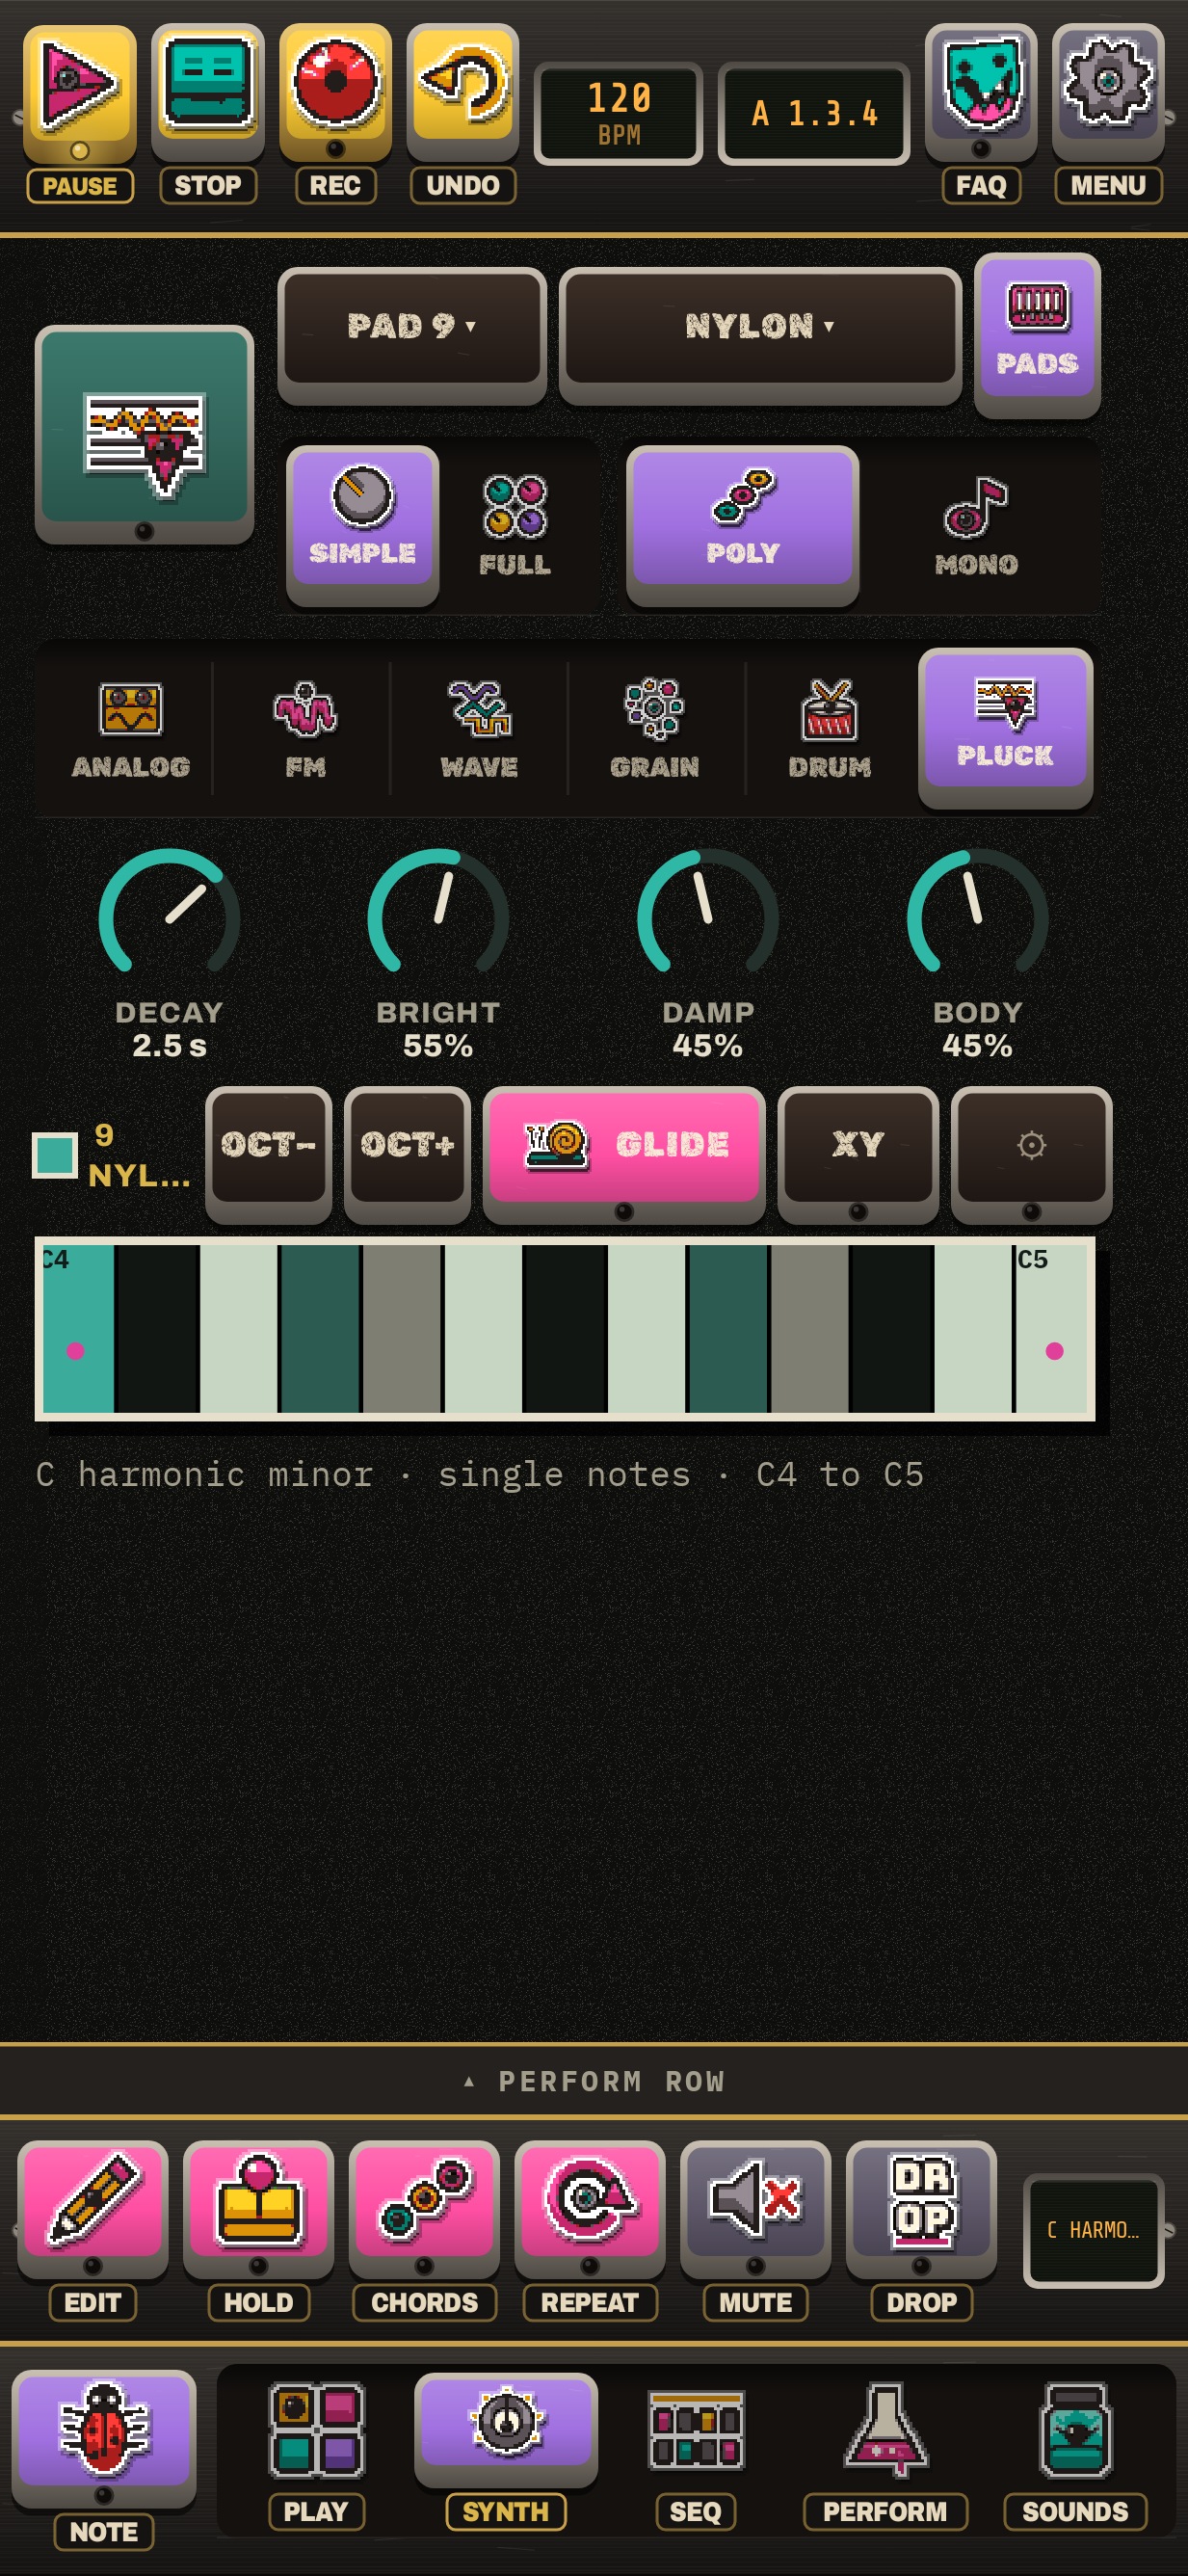 120
BPM
A 1.3.4
PAUSE
STOP
REC
UNDO
FAQ
MENU
PAD 9 ▾
NYLON ▾
PADS
SIMPLE
FULL
POLY
MONO
ANALOG
FM
WAVE
GRAIN
DRUM
PLUCK
DECAY
2.5 s
BRIGHT
55%
DAMP
45%
BODY
45%
9
NYL...
OCT-
OCT+
GLIDE
XY
C4
C5
C harmonic minor · single notes · C4 to C5
▴ PERFORM ROW
DR
OP
C HARMO…
EDIT
HOLD
CHORDS
REPEAT
MUTE
DROP
NOTE
PLAY
SYNTH
SEQ
PERFORM
SOUNDS